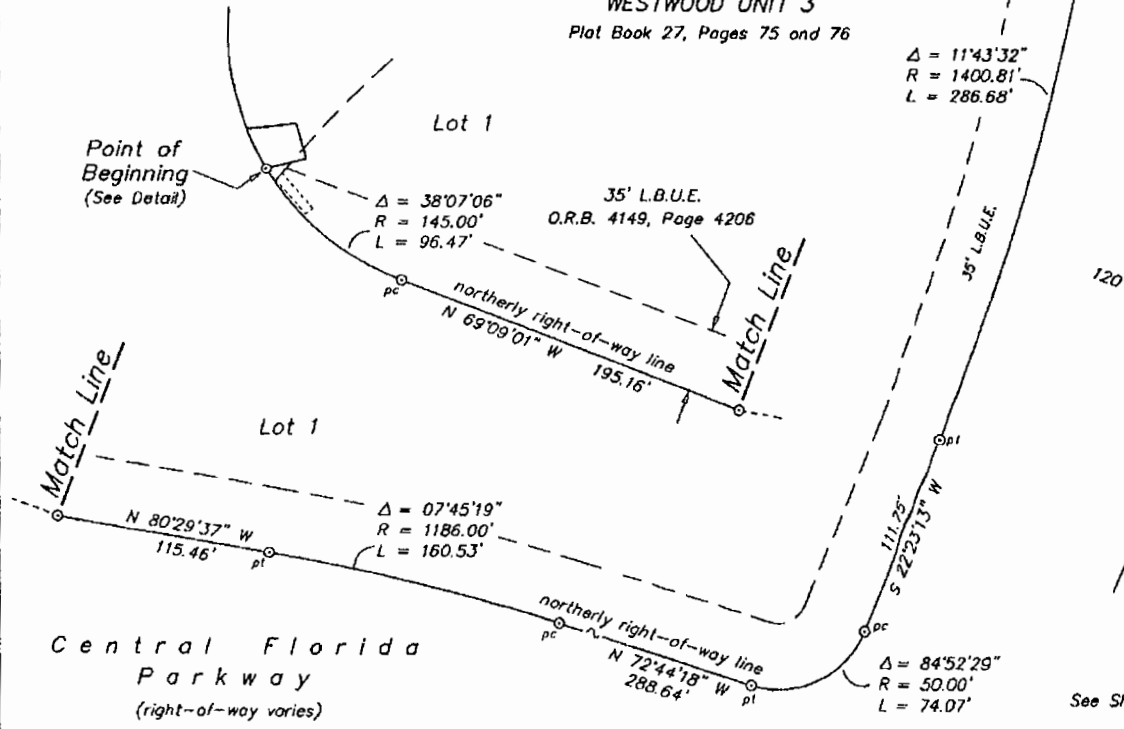 WESTWOOD UNIT 3
Plat Book 27, Pages 75 and 76
Δ = 11°43'32"
R = 1400.81'
L = 286.68'
Lot 1
Point of
Beginning
(See Detail)
Δ = 38°07'06"
R = 145.00'
L = 96.47'
35' L.B.U.E.
O.R.B. 4149, Page 4206
Match Line
35' L.B.U.E.
120
pc
northerly right-of-way line
N 69°09'01" W
195.16'
Match Line
Lot 1
pt
N 80°29'37" W
115.46'
pt
Δ = 07°45'19"
R = 1186.00'
L = 160.53'
111.75'
S 22°23'13" W
pc
northerly right-of-way line
pc
N 72°44'18" W
288.64'
pt
Δ = 84°52'29"
R = 50.00'
L = 74.07'
Central Florida
Parkway
(right-of-way varies)